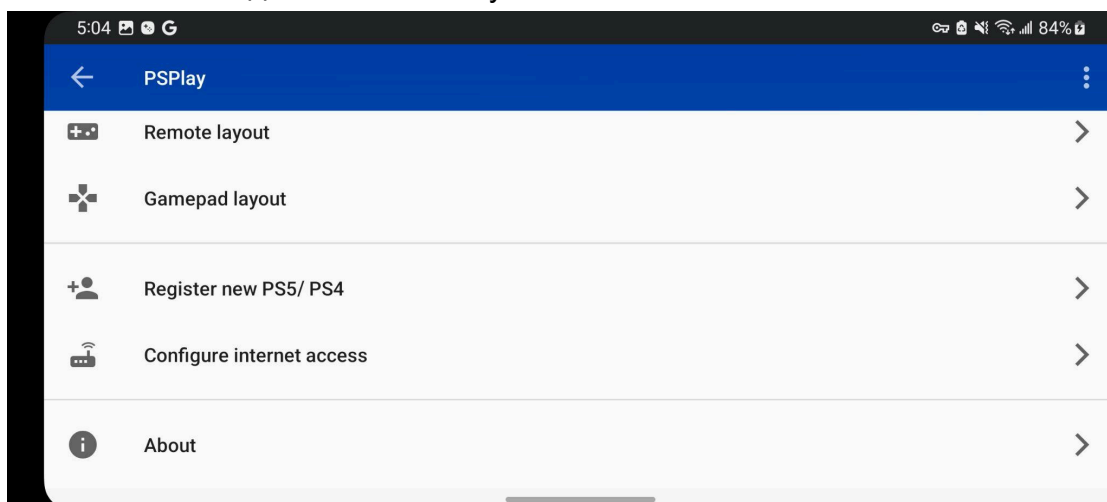 5:04 G 84%
PSPlay
Remote layout
Gamepad layout
Register new PS5/ PS4
Configure internet access
About